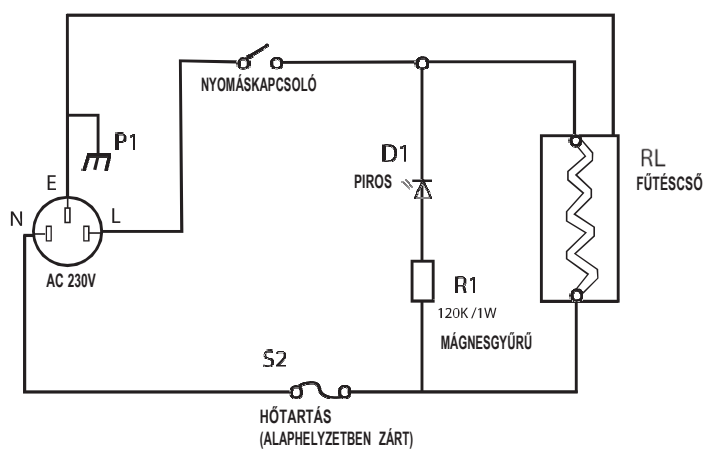 NYOMÁSKAPCSOLÓ
P1
D1
PIROS
RL
FŰTÉSCSŐ
E
N
L
AC 230V
R1
120K /1W
MÁGNESGYŰRŰ
S2
HŐTARTÁS
(ALAPHELYZETBEN ZÁRT)